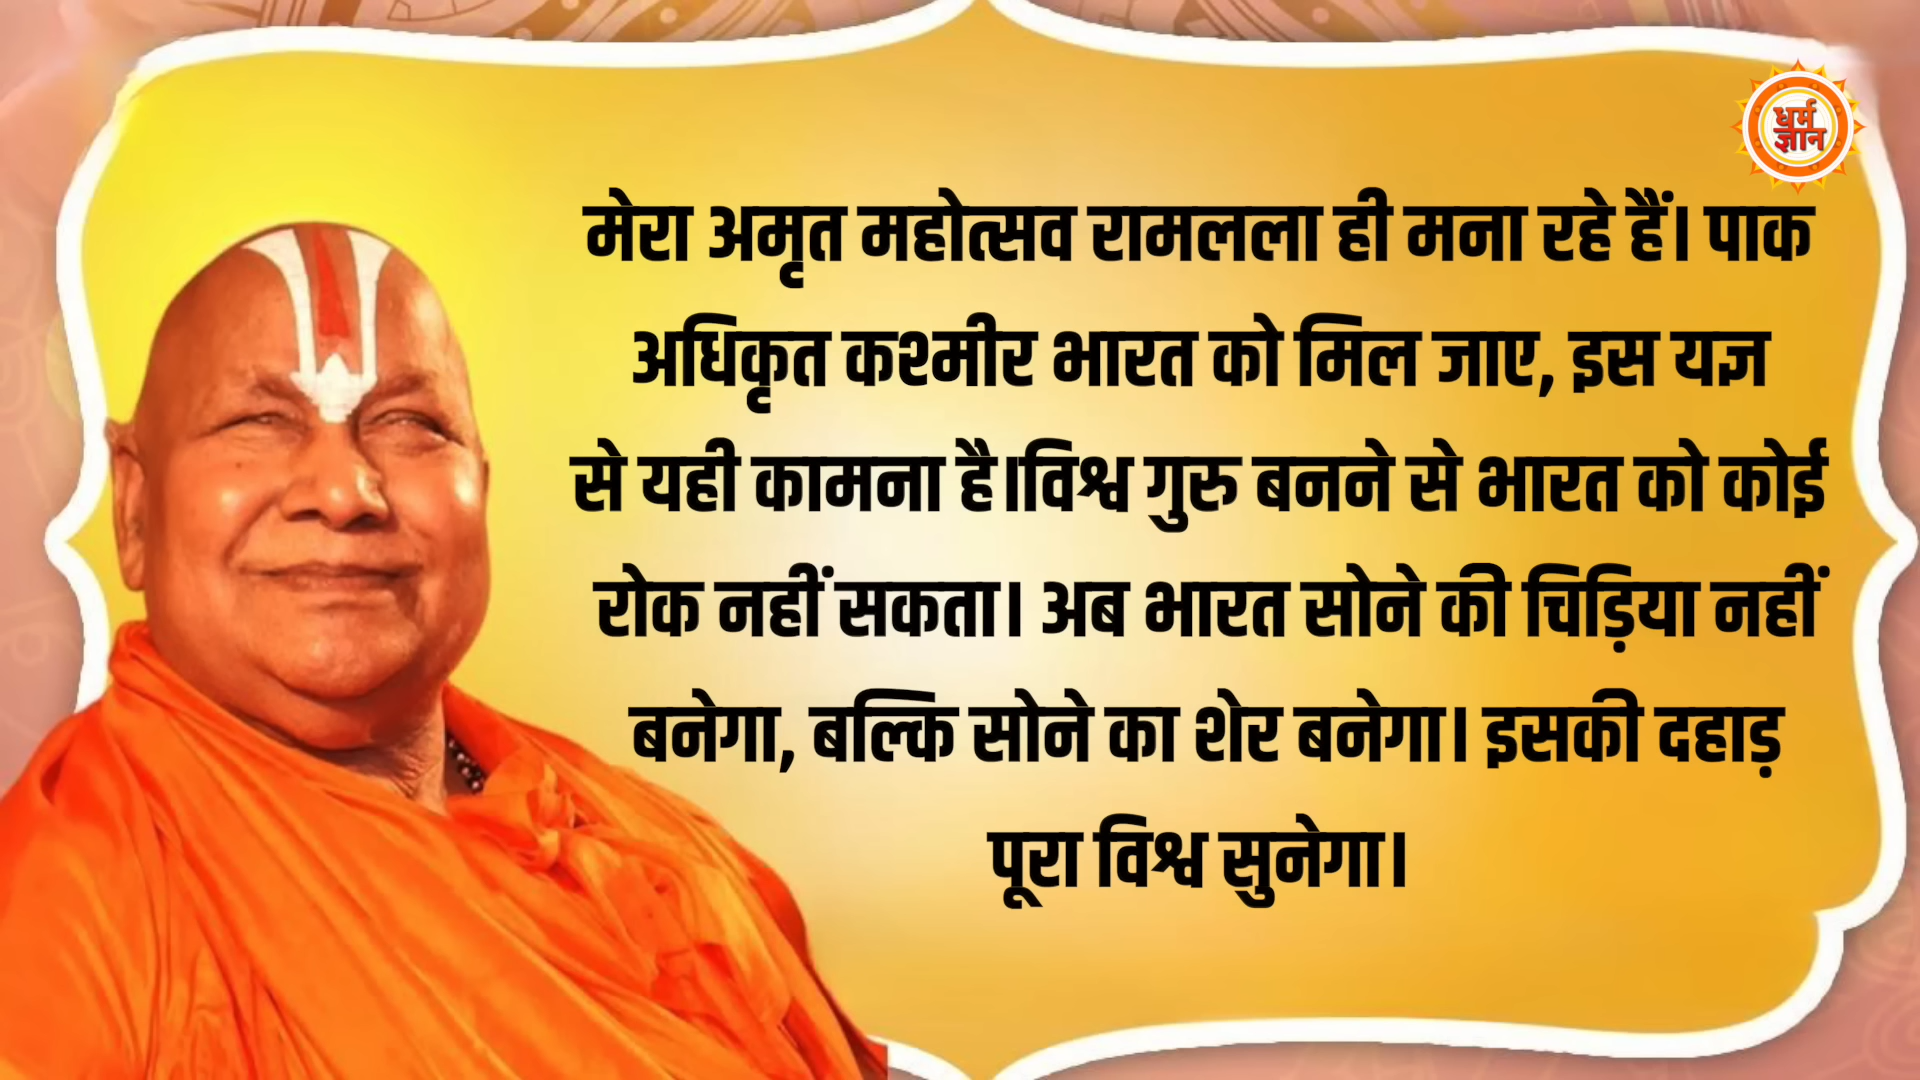 धर्म
ज्ञान
मेरा अमृत महोत्सव रामलला ही मना रहे हैं। पाक
अधिकृत कश्मीर भारत को मिल जाए, इस यज्ञ
से यही कामना है।विश्व गुरु बनने से भारत को कोई
रोक नहीं सकता। अब भारत सोने की चिड़िया नहीं
बनेगा, बल्कि सोने का शेर बनेगा। इसकी दहाड़
पूरा विश्व सुनेगा।